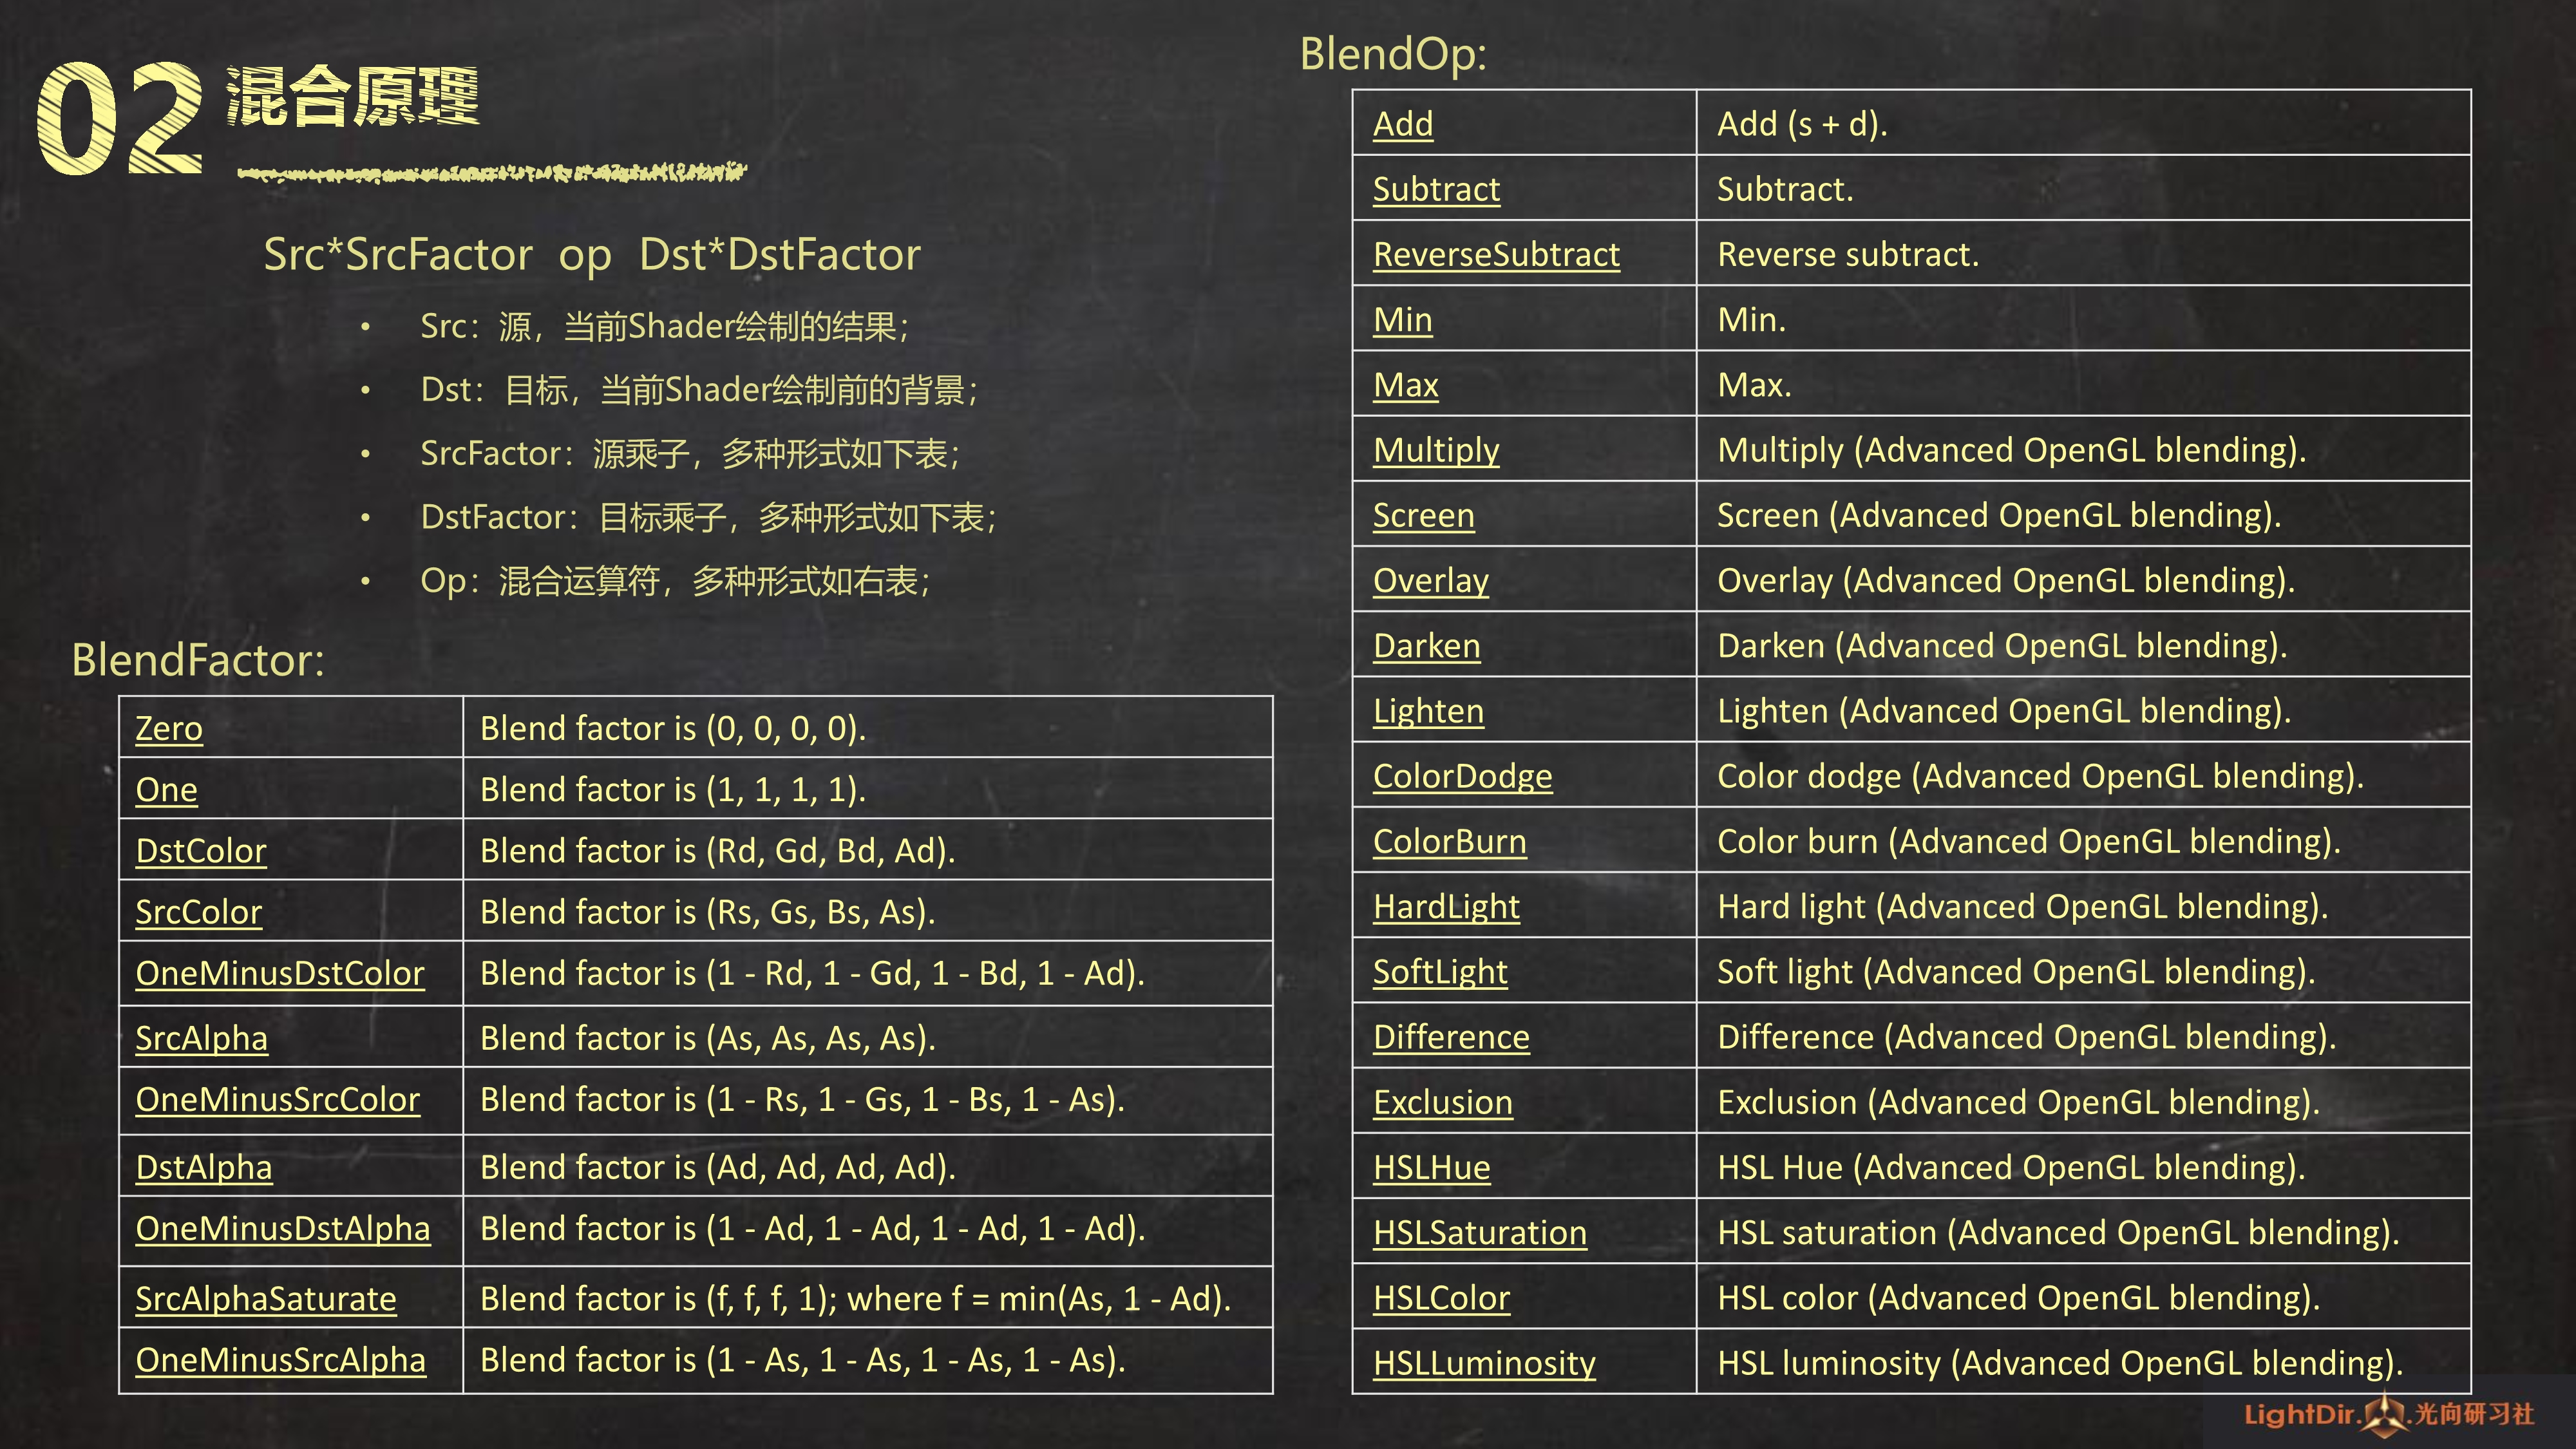 02 混合原理
Src*SrcFactor op Dst*DstFactor
• Src：源，当前Shader绘制的结果；
• Dst：目标，当前Shader绘制前的背景；
• SrcFactor：源乘子，多种形式如下表；
• DstFactor：目标乘子，多种形式如下表；
• Op：混合运算符，多种形式如右表；
BlendFactor:
Zero Blend factor is (0, 0, 0, 0).
One Blend factor is (1, 1, 1, 1).
DstColor Blend factor is (Rd, Gd, Bd, Ad).
SrcColor Blend factor is (Rs, Gs, Bs, As).
OneMinusDstColor Blend factor is (1 - Rd, 1 - Gd, 1 - Bd, 1 - Ad).
SrcAlpha Blend factor is (As, As, As, As).
OneMinusSrcColor Blend factor is (1 - Rs, 1 - Gs, 1 - Bs, 1 - As).
DstAlpha Blend factor is (Ad, Ad, Ad, Ad).
OneMinusDstAlpha Blend factor is (1 - Ad, 1 - Ad, 1 - Ad, 1 - Ad).
SrcAlphaSaturate Blend factor is (f, f, f, 1); where f = min(As, 1 - Ad).
OneMinusSrcAlpha Blend factor is (1 - As, 1 - As, 1 - As, 1 - As).
BlendOp:
Add Add (s + d).
Subtract Subtract.
ReverseSubtract Reverse subtract.
Min Min.
Max Max.
Multiply Multiply (Advanced OpenGL blending).
Screen Screen (Advanced OpenGL blending).
Overlay Overlay (Advanced OpenGL blending).
Darken Darken (Advanced OpenGL blending).
Lighten Lighten (Advanced OpenGL blending).
ColorDodge Color dodge (Advanced OpenGL blending).
ColorBurn Color burn (Advanced OpenGL blending).
HardLight Hard light (Advanced OpenGL blending).
SoftLight Soft light (Advanced OpenGL blending).
Difference Difference (Advanced OpenGL blending).
Exclusion Exclusion (Advanced OpenGL blending).
HSLHue HSL Hue (Advanced OpenGL blending).
HSLSaturation HSL saturation (Advanced OpenGL blending).
HSLColor HSL color (Advanced OpenGL blending).
HSLLuminosity HSL luminosity (Advanced OpenGL blending).
LightDir. .光向研习社